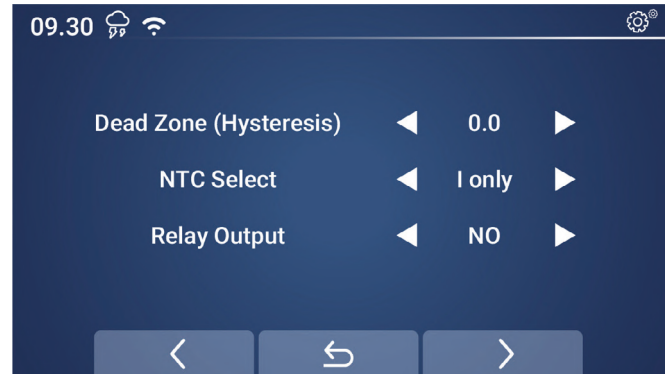 09.30
Dead Zone (Hysteresis) 0.0
NTC Select I only
Relay Output NO